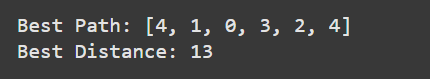 Best Path: [4, 1, 0, 3, 2, 4]
Best Distance: 13